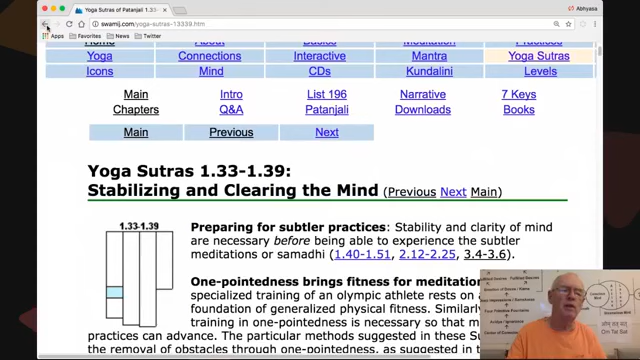 Yoga Sutras of Patanjali 1.33
Abhyasa
swamij.com/yoga-sutras-13339.htm
Apps Favorites News Twitter
Home About Basics Meditation Practices
Yoga Connections Interactive Mantra Yoga Sutras
Icons Mind CDs Kundalini Levels
Main Intro List 196 Narrative 7 Keys
Chapters Q&A Patanjali Downloads Books
Main Previous Next
Yoga Sutras 1.33-1.39:
Stabilizing and Clearing the Mind (Previous Next Main)
1.33-1.39
Preparing for subtler practices: Stability and clarity of mind
are necessary before being able to experience the subtler
meditations or samadhi (1.40-1.51, 2.12-2.25, 3.4-3.6).
One-pointedness brings fitness for meditation
specialized training of an olympic athlete rests on
foundation of generalized physical fitness. Similarly
training in one-pointedness is necessary so that m
practices can advance. The particular methods suggested in these S
the removal of obstacles through one-pointedness, as suggested in t
Om Tat Sat